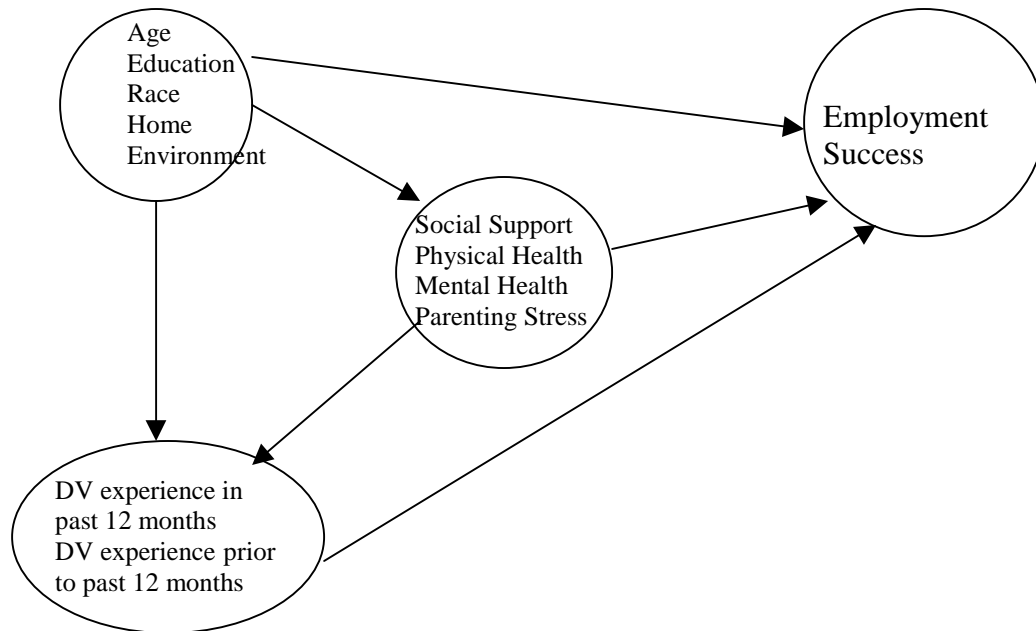 Age
Education
Race
Home
Environment
Employment
Success
Social Support
Physical Health
Mental Health
Parenting Stress
DV experience in
past 12 months
DV experience prior
to past 12 months